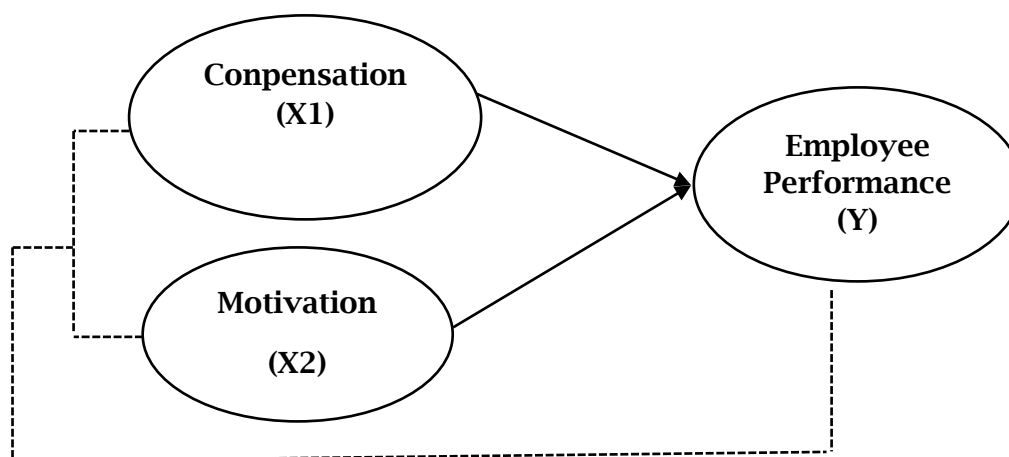 Conpensation
(X1)
Employee
Performance
(Y)
Motivation
(X2)